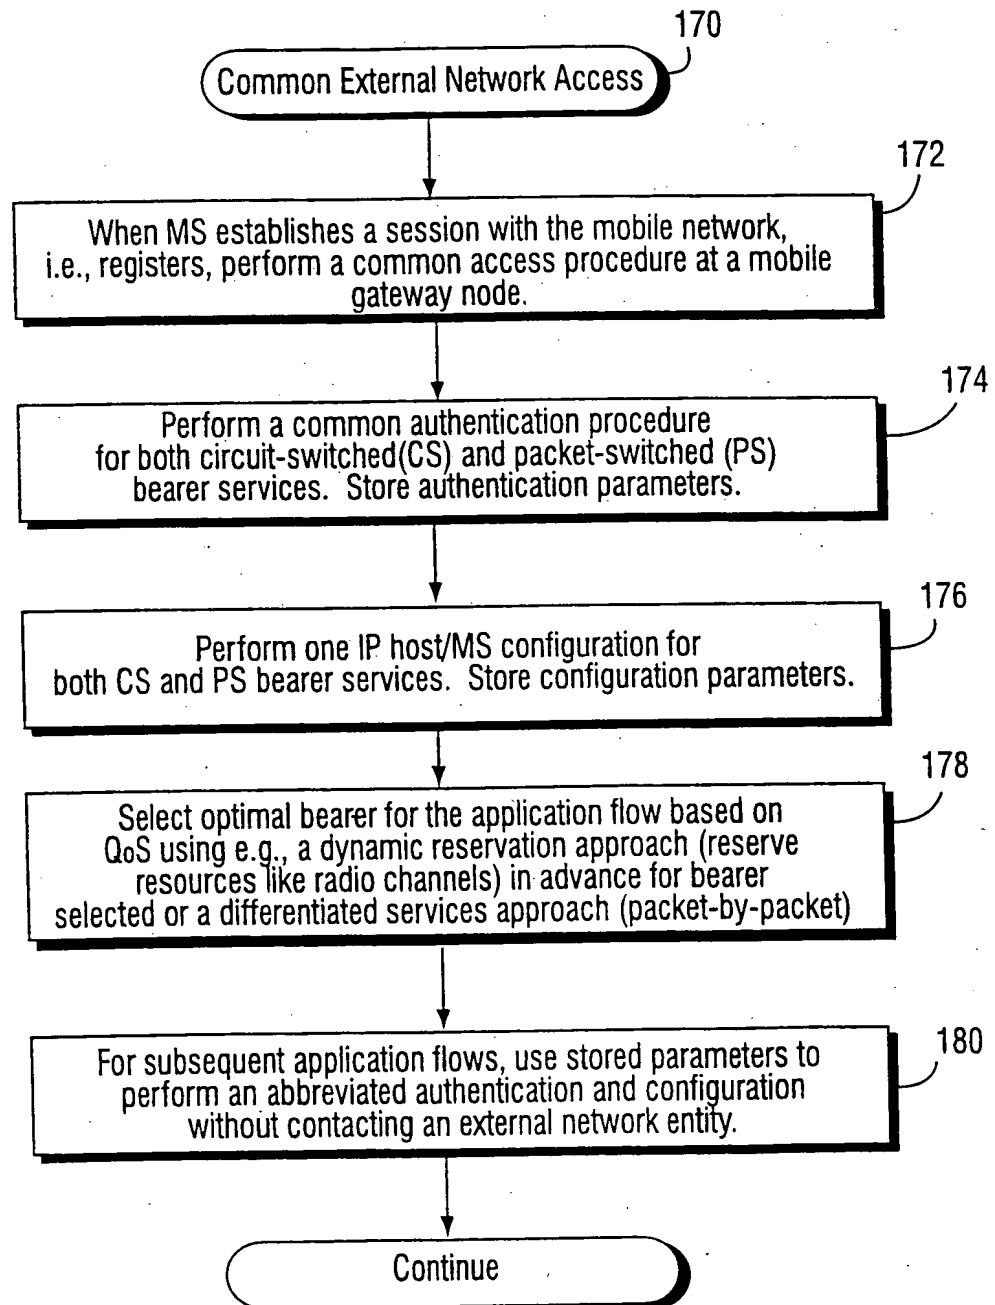 170
Common External Network Access
172
When MS establishes a session with the mobile network,
i.e., registers, perform a common access procedure at a mobile
gateway node.
174
Perform a common authentication procedure
for both circuit-switched(CS) and packet-switched (PS)
bearer services. Store authentication parameters.
176
Perform one IP host/MS configuration for
both CS and PS bearer services. Store configuration parameters.
178
Select optimal bearer for the application flow based on
QoS using e.g., a dynamic reservation approach (reserve
resources like radio channels) in advance for bearer
selected or a differentiated services approach (packet-by-packet)
180
For subsequent application flows, use stored parameters to
perform an abbreviated authentication and configuration
without contacting an external network entity.
Continue